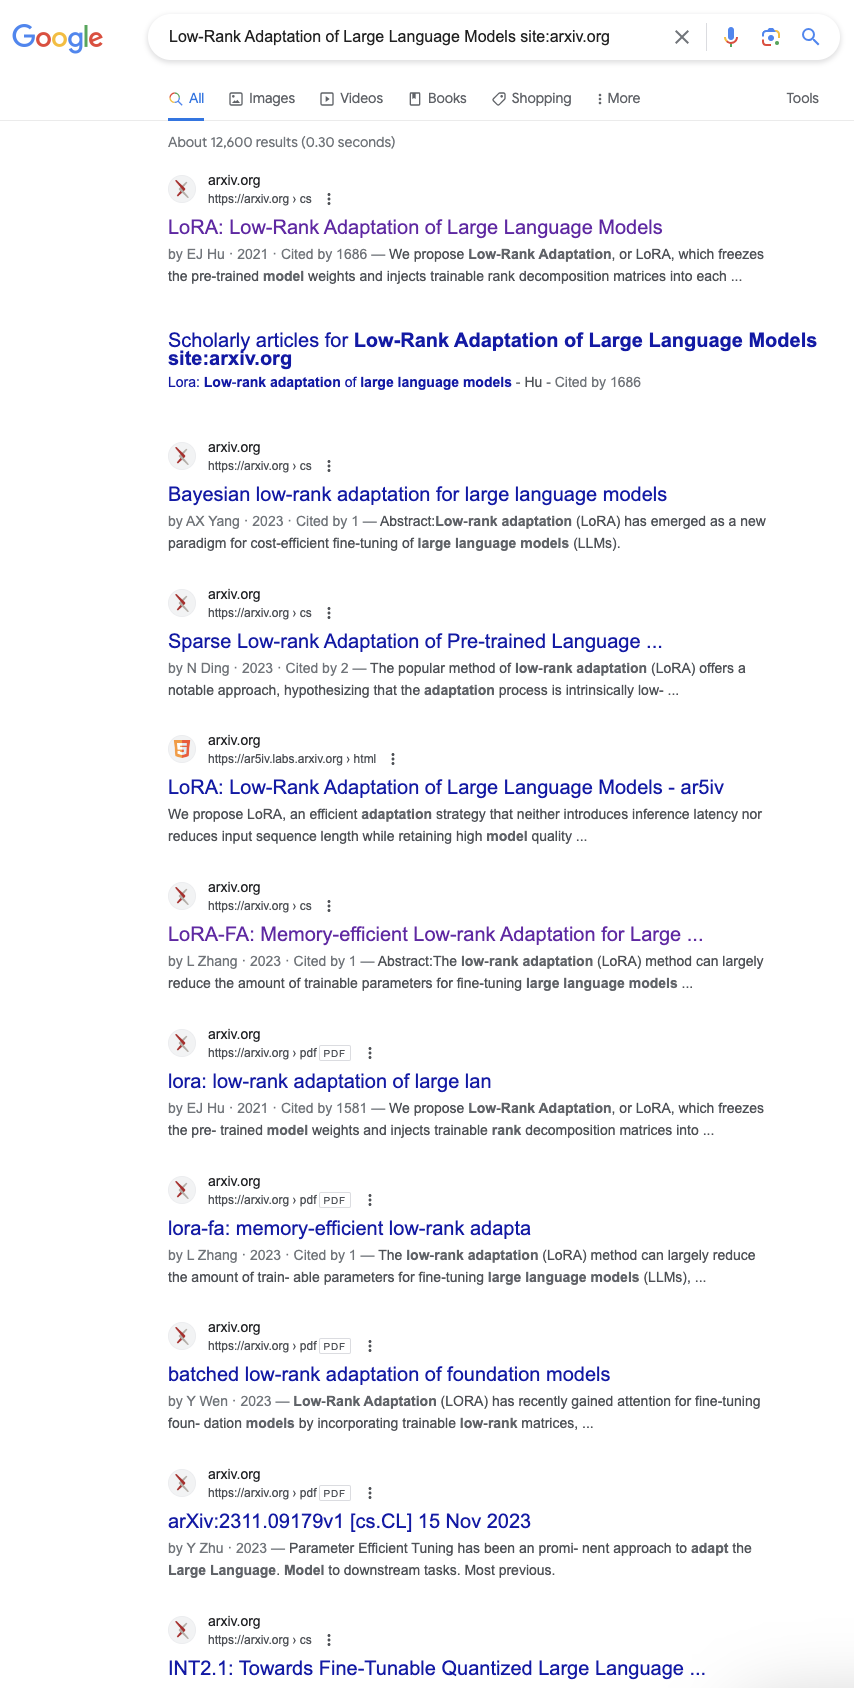 Google
Low-Rank Adaptation of Large Language Models site:arxiv.org
All Images Videos Books Shopping More Tools
About 12,600 results (0.30 seconds)
arxiv.org
https://arxiv.org › cs
LoRA: Low-Rank Adaptation of Large Language Models
by EJ Hu · 2021 · Cited by 1686 — We propose Low-Rank Adaptation, or LoRA, which freezes
the pre-trained model weights and injects trainable rank decomposition matrices into each ...
Scholarly articles for Low-Rank Adaptation of Large Language Models
site:arxiv.org
Lora: Low-rank adaptation of large language models - Hu - Cited by 1686
arxiv.org
https://arxiv.org › cs
Bayesian low-rank adaptation for large language models
by AX Yang · 2023 · Cited by 1 — Abstract:Low-rank adaptation (LoRA) has emerged as a new
paradigm for cost-efficient fine-tuning of large language models (LLMs).
arxiv.org
https://arxiv.org › cs
Sparse Low-rank Adaptation of Pre-trained Language ...
by N Ding · 2023 · Cited by 2 — The popular method of low-rank adaptation (LoRA) offers a
notable approach, hypothesizing that the adaptation process is intrinsically low- ...
arxiv.org
https://ar5iv.labs.arxiv.org › html
LoRA: Low-Rank Adaptation of Large Language Models - ar5iv
We propose LoRA, an efficient adaptation strategy that neither introduces inference latency nor
reduces input sequence length while retaining high model quality ...
arxiv.org
https://arxiv.org › cs
LoRA-FA: Memory-efficient Low-rank Adaptation for Large ...
by L Zhang · 2023 · Cited by 1 — Abstract:The low-rank adaptation (LoRA) method can largely
reduce the amount of trainable parameters for fine-tuning large language models ...
arxiv.org
https://arxiv.org › pdf PDF
lora: low-rank adaptation of large lan
by EJ Hu · 2021 · Cited by 1581 — We propose Low-Rank Adaptation, or LoRA, which freezes
the pre- trained model weights and injects trainable rank decomposition matrices into ...
arxiv.org
https://arxiv.org › pdf PDF
lora-fa: memory-efficient low-rank adapta
by L Zhang · 2023 · Cited by 1 — The low-rank adaptation (LoRA) method can largely reduce
the amount of train- able parameters for fine-tuning large language models (LLMs), ...
arxiv.org
https://arxiv.org › pdf PDF
batched low-rank adaptation of foundation models
by Y Wen · 2023 — Low-Rank Adaptation (LORA) has recently gained attention for fine-tuning
foun- dation models by incorporating trainable low-rank matrices, ...
arxiv.org
https://arxiv.org › pdf PDF
arXiv:2311.09179v1 [cs.CL] 15 Nov 2023
by Y Zhu · 2023 — Parameter Efficient Tuning has been an promi- nent approach to adapt the
Large Language. Model to downstream tasks. Most previous.
arxiv.org
https://arxiv.org › cs
INT2.1: Towards Fine-Tunable Quantized Large Language ...